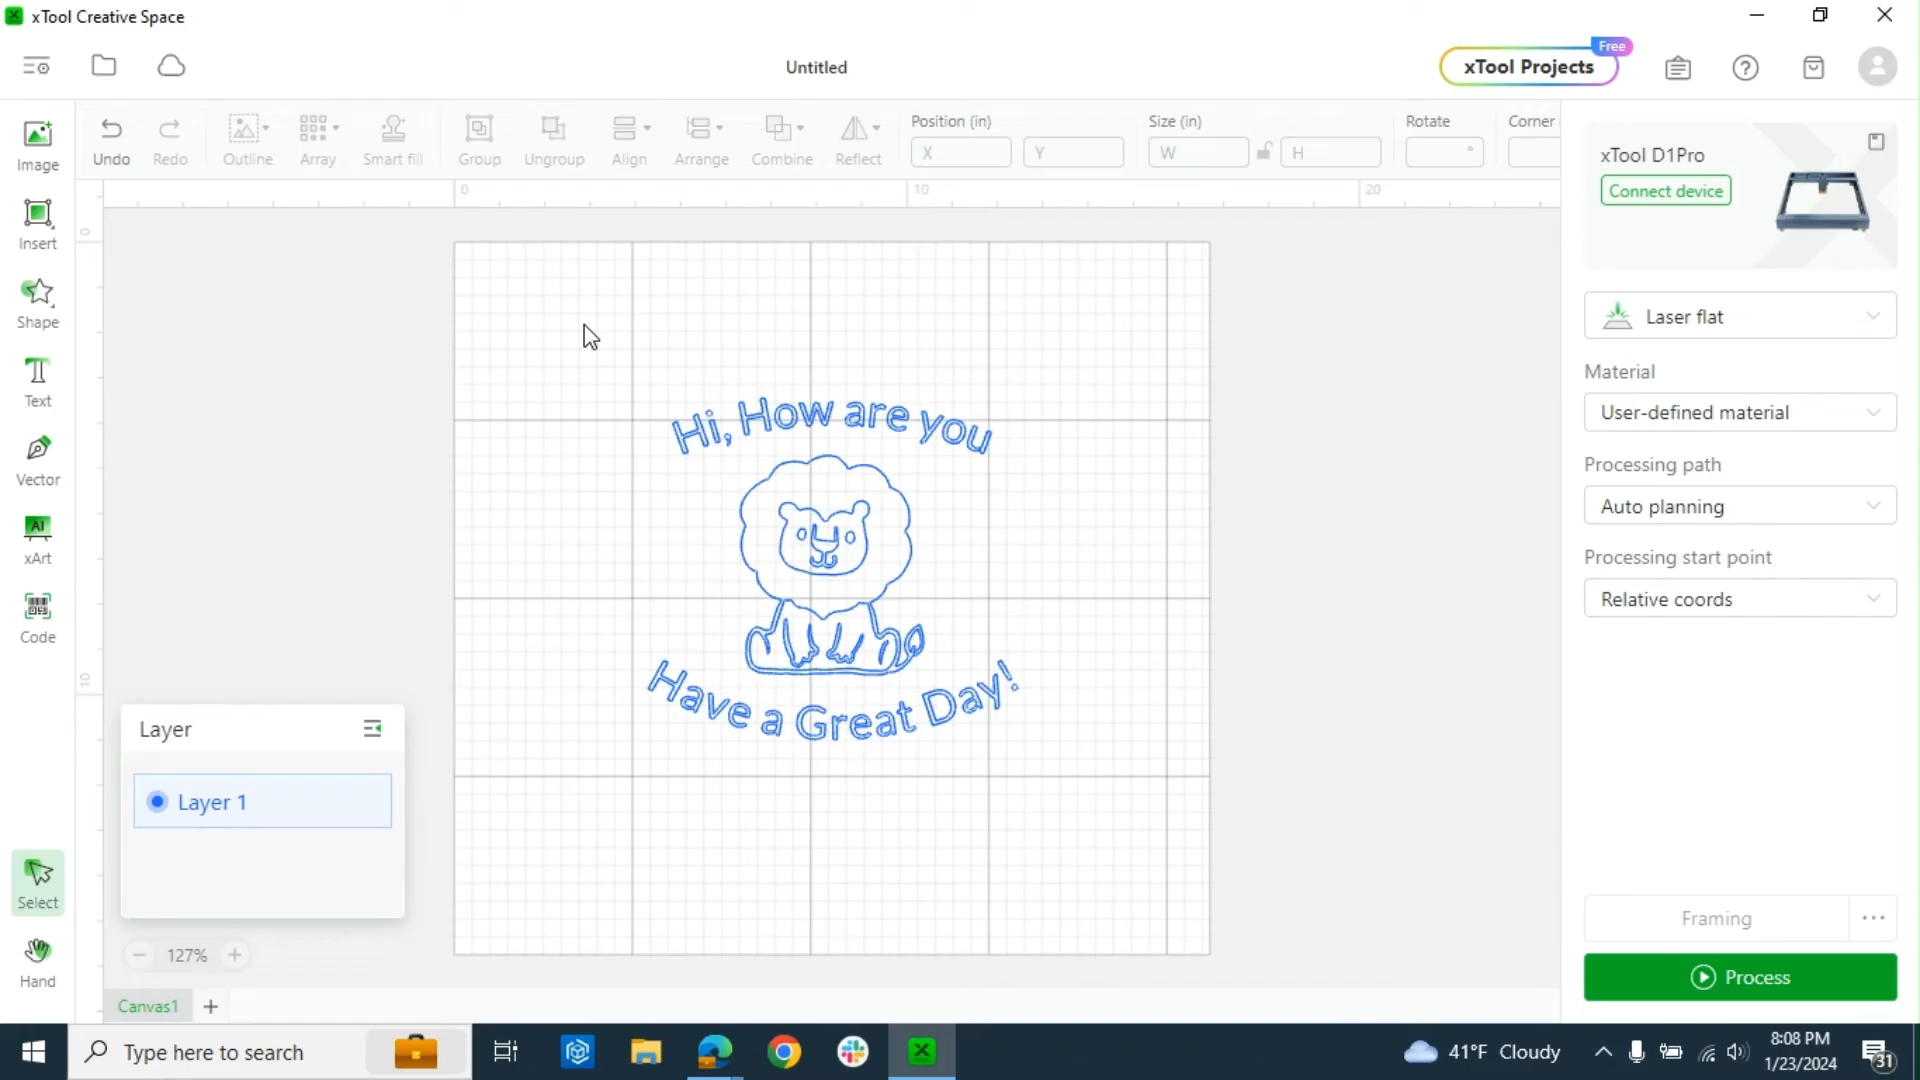 xTool Creative Space
Untitled
Free
xTool Projects
Image
Insert
Shape
Text
Vector
AI
xArt
Code
Select
Hand
Undo
Redo
Outline
Array
Smart fill
Group
Ungroup
Align
Arrange
Combine
Reflect
Position (in)
X
Y
Size (in)
W
H
Rotate
°
Corner
0
10
20
0
10
Hi, How are you
Have a Great Day!
Layer
Layer 1
127%
Canvas1
xTool D1Pro
Connect device
Laser flat
Material
User-defined material
Processing path
Auto planning
Processing start point
Relative coords
Framing
Process
Type here to search
41°F Cloudy
8:08 PM
1/23/2024
31